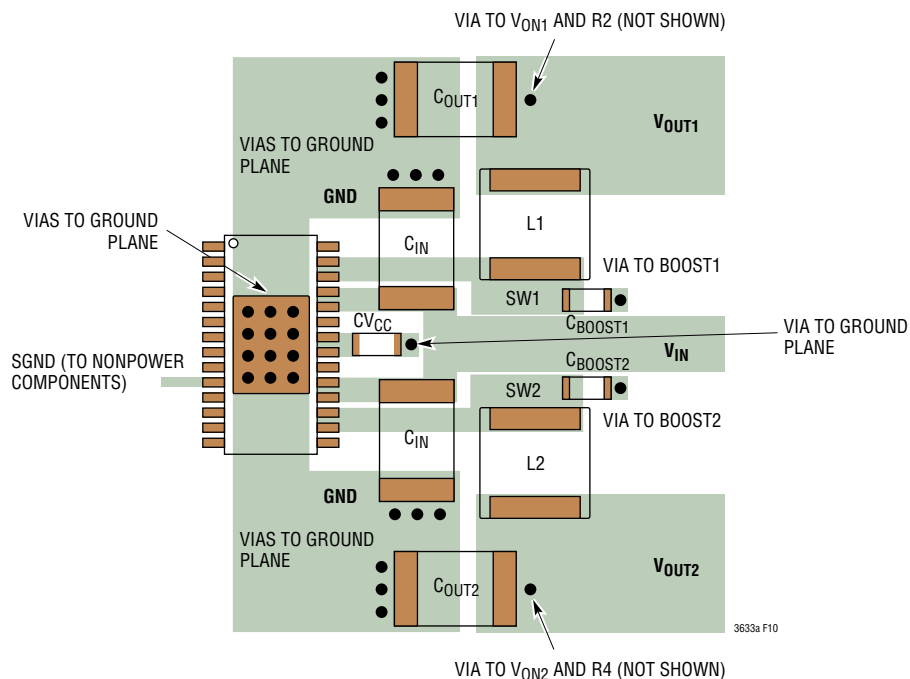 VIA TO VON1 AND R2 (NOT SHOWN)
COUT1
VOUT1
VIAS TO GROUND
PLANE
GND
VIAS TO GROUND
PLANE
CIN
L1
VIA TO BOOST1
SW1
CBOOST1
CVCC
VIA TO GROUND
PLANE
VIN
SGND (TO NONPOWER
COMPONENTS)
CBOOST2
SW2
VIA TO BOOST2
CIN
L2
GND
VIAS TO GROUND
PLANE
COUT2
VOUT2
3633a F10
VIA TO VON2 AND R4 (NOT SHOWN)